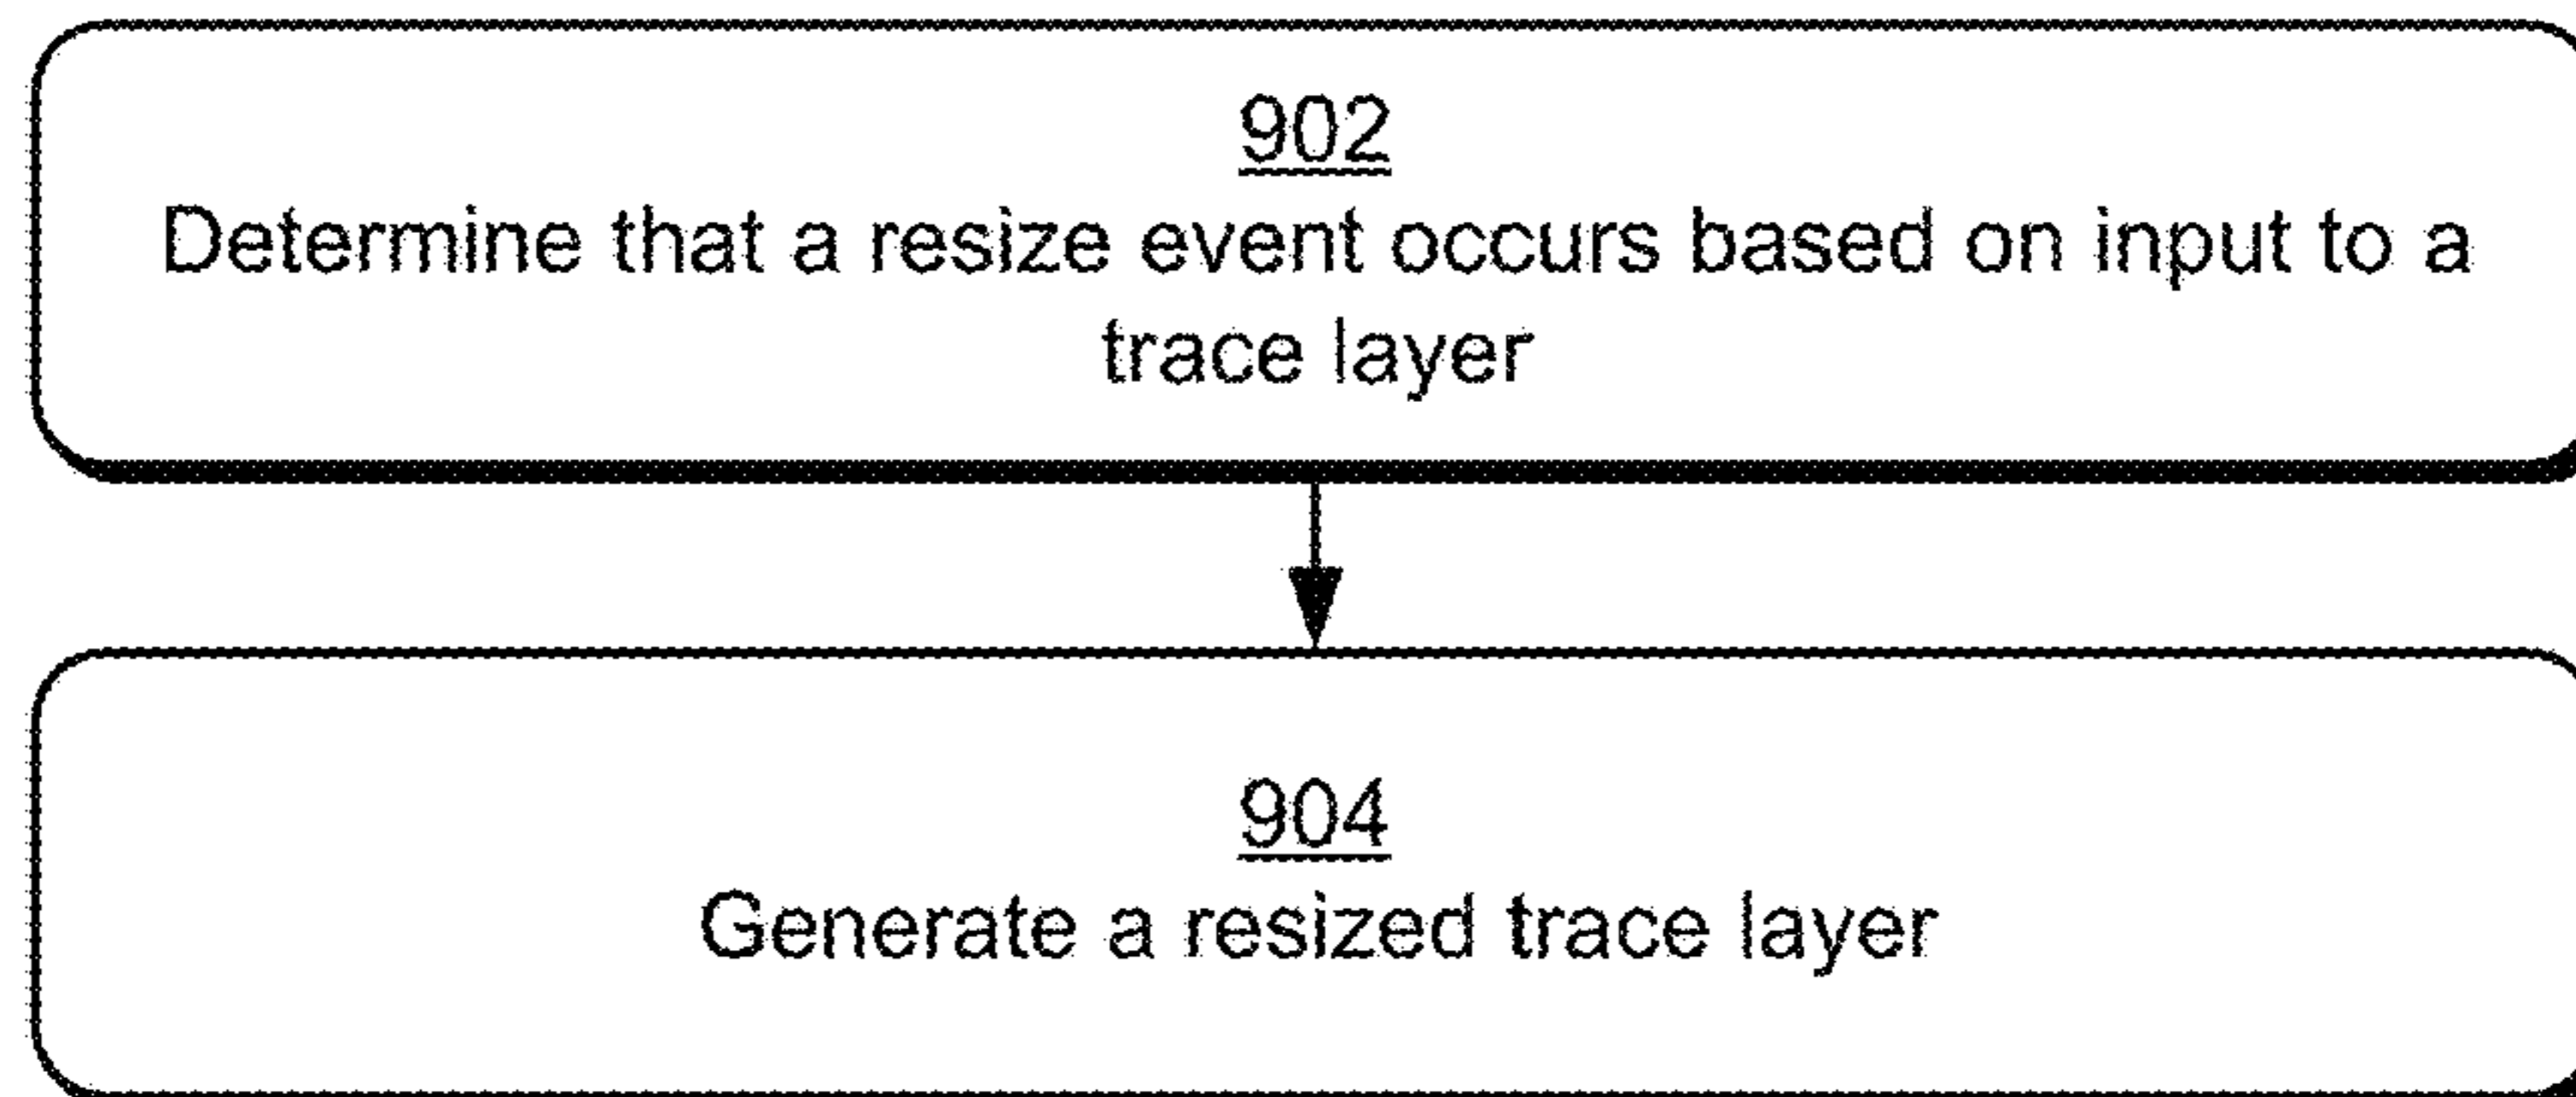 902
Determine that a resize event occurs based on input to a
trace layer
904
Generate a resized trace layer